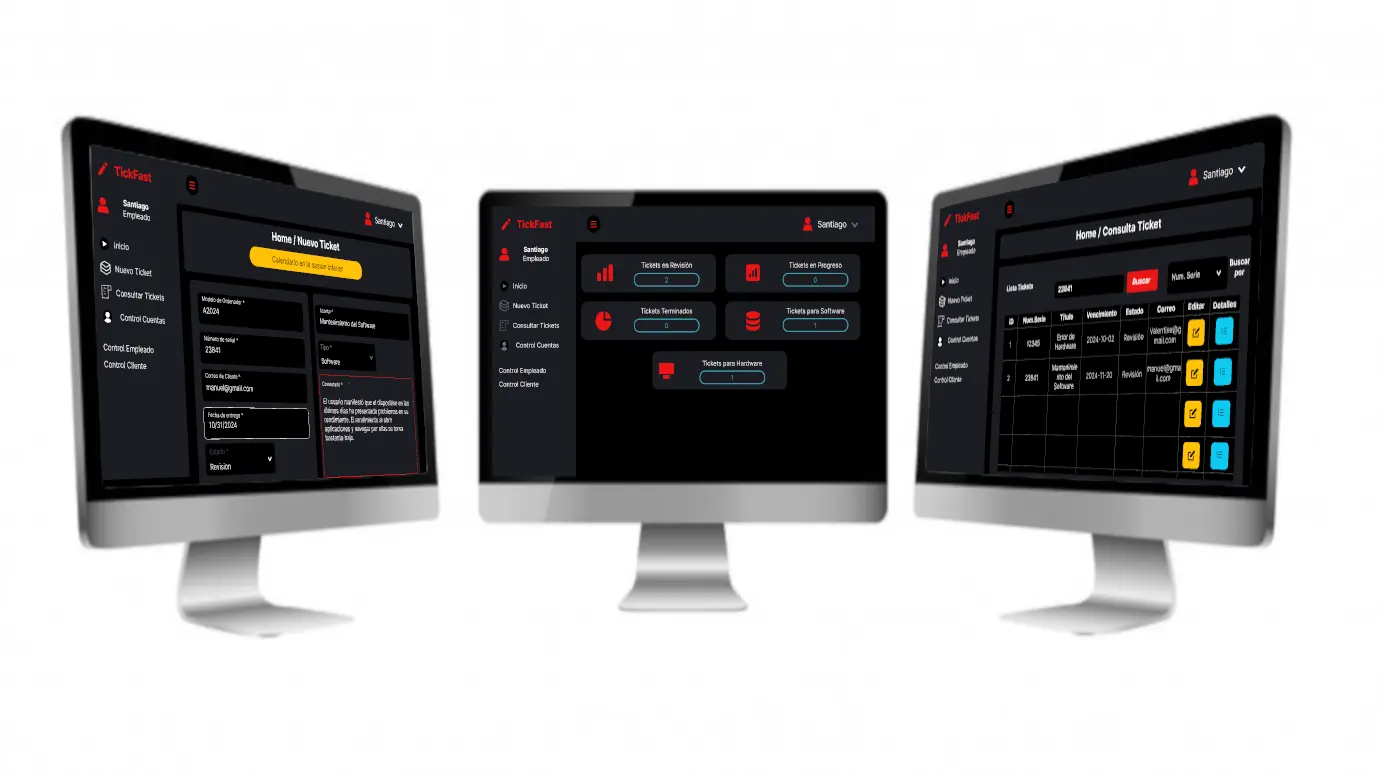 TickFast
Santiago
Santiago
Empleado
Inicio
Nuevo Ticket
Consultar Tickets
Control Cuentas
Control Empleado
Control Cliente
Home / Nuevo Ticket
Calendario en la sesion inferior
Modelo de Ordenador *
A2024
Número de serial *
23841
Correo de Cliente *
manuel@gmail.com
Fecha de entrega *
10/31/2024
Estado *
Revision
Asunto *
Mantenimiento del Software
Tipo *
Software
Comentario *
El usuario manifestó que el dispositivo en los
últimos días ha presentado problemas en su
rendimiento. El rendimiento al abrir
aplicaciones y navegar por ellas se torna
bastante
TickFast
Santiago
Santiago
Empleado
Inicio
Nuevo Ticket
Consultar Tickets
Control Cuentas
Control Empleado
Control Cliente
Tickets en Revisión
2
Tickets en Progreso
0
Tickets Terminados
0
Tickets para Software
1
Tickets para Hardware
1
TickFast
Santiago
Santiago
Empleado
Inicio
Nuevo Ticket
Consultar Tickets
Control Cuentas
Control Empleado
Control Cliente
Home / Consulta Ticket
Lista Tickets
23841
Buscar
Num. Serie
Buscar
por
ID Num.Serie Titulo Vencimiento Estado Correo Editar Detalles
1 12345 Error de Hardware 2024-10-02 Revisión Valentine@gmail.com
2 23841 Mantenimiento del Software 2024-11-20 Revisión manuel@gmail.com